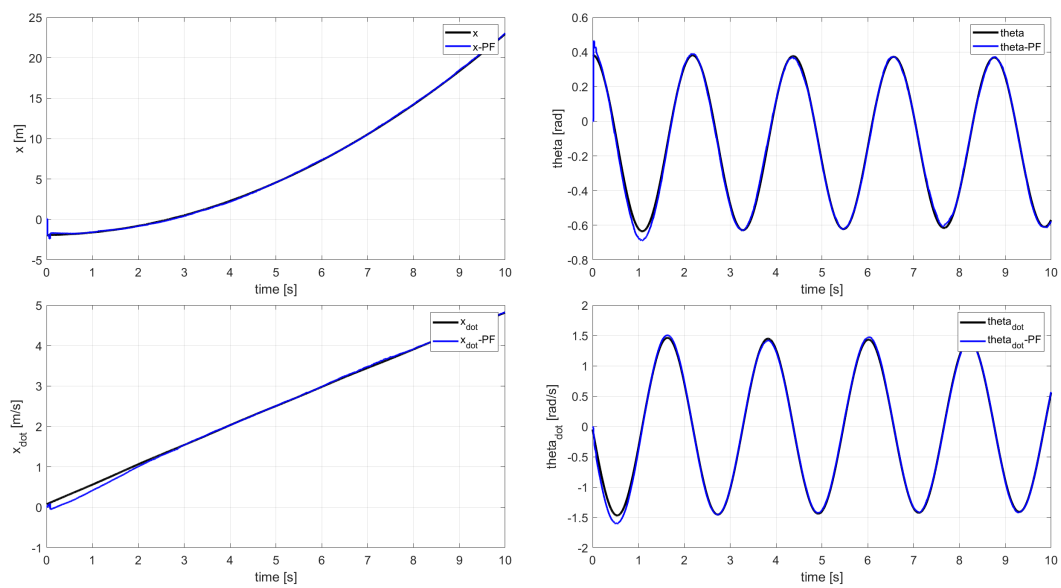 25
20
15
10
5
0
-5
x [m]
0 1 2 3 4 5 6 7 8 9 10
time [s]
x
x-PF
0.6
0.4
0.2
0
-0.2
-0.4
-0.6
-0.8
theta [rad]
0 1 2 3 4 5 6 7 8 9 10
time [s]
theta
theta-PF
5
4
3
2
1
0
-1
x_dot [m/s]
0 1 2 3 4 5 6 7 8 9 10
time [s]
x_dot
x_dot-PF
2
1.5
1
0.5
0
-0.5
-1
-1.5
-2
theta_dot [rad/s]
0 1 2 3 4 5 6 7 8 9 10
time [s]
theta_dot
theta_dot-PF